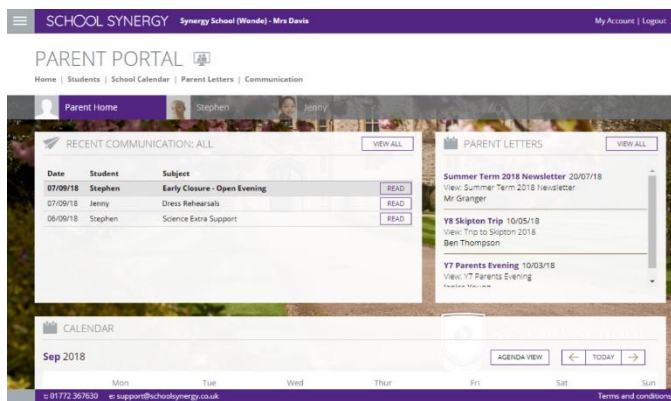 SCHOOL SYNERGY Synergy School (Wonde) - Mrs Davis My Account | Logout
PARENT PORTAL
Home | Students | School Calendar | Parent Letters | Communication
Parent Home Stephen Jenny
RECENT COMMUNICATION: ALL VIEW ALL
Date Student Subject
07/09/18 Stephen Early Closure - Open Evening READ
07/09/18 Jenny Dress Rehearsals READ
06/09/18 Stephen Science Extra Support READ
PARENT LETTERS VIEW ALL
Summer Term 2018 Newsletter 20/07/18
View: Summer Term 2018 Newsletter
Mr Granger
Y8 Skipton Trip 10/05/18
View: Trip to Skipton 2018
Ben Thompson
Y7 Parents Evening 10/03/18
View: Y7 Parents Evening
CALENDAR
Sep 2018 AGENDA VIEW TODAY
Mon Tue Wed Thur Fri Sat Sun
t: 01772 367630 e: support@schoolsynergy.co.uk Terms and condition